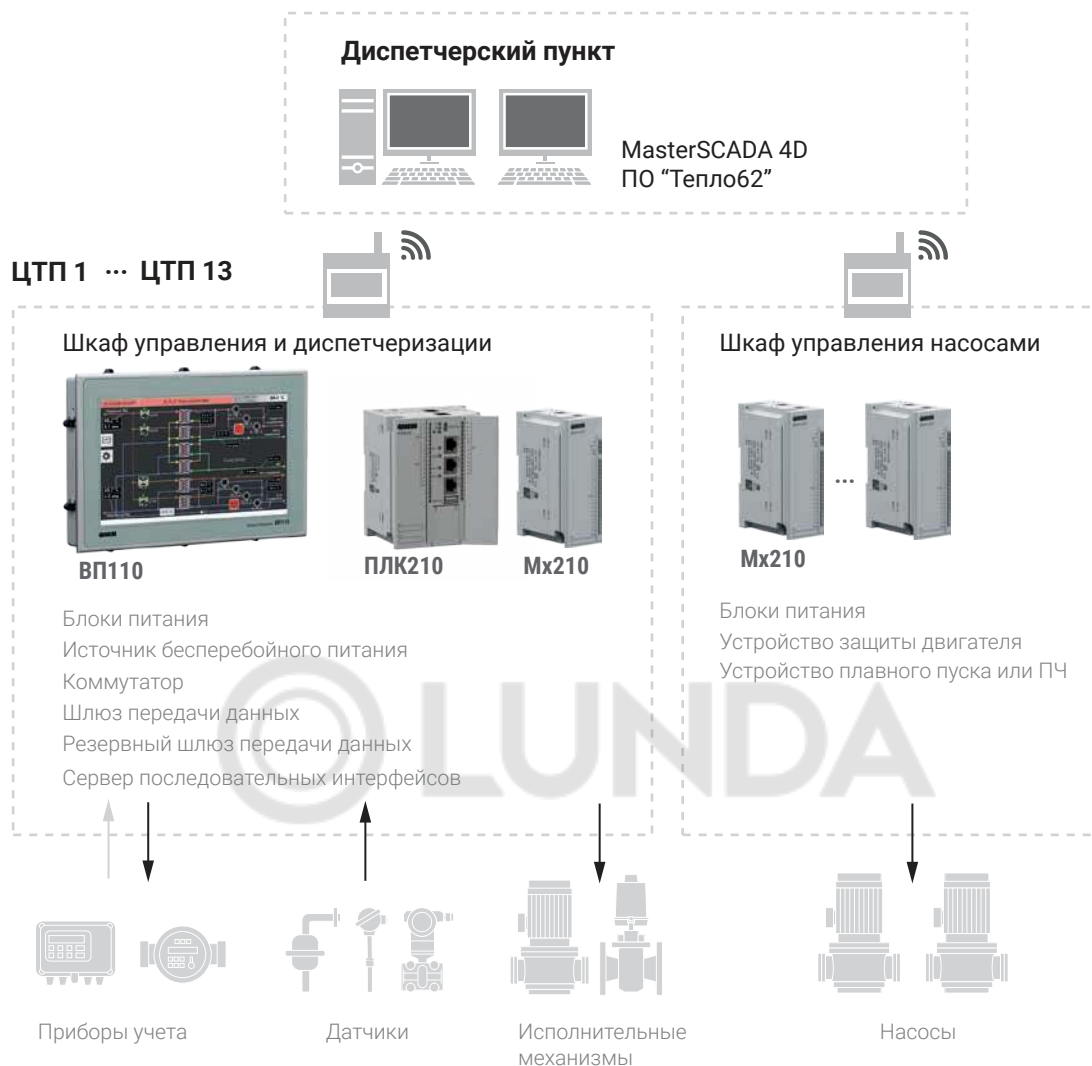 Диспетчерский пункт
MasterSCADA 4D
ПО “Тепло62”
ЦТП 1 ... ЦТП 13
Шкаф управления и диспетчеризации
ВП110
ПЛК210
Мх210
Блоки питания
Источник бесперебойного питания
Коммутатор
Шлюз передачи данных
Резервный шлюз передачи данных
Сервер последовательных интерфейсов
Шкаф управления насосами
...
Мх210
Блоки питания
Устройство защиты двигателя
Устройство плавного пуска или ПЧ
LUNDA
Приборы учета
Датчики
Исполнительные
механизмы
Насосы